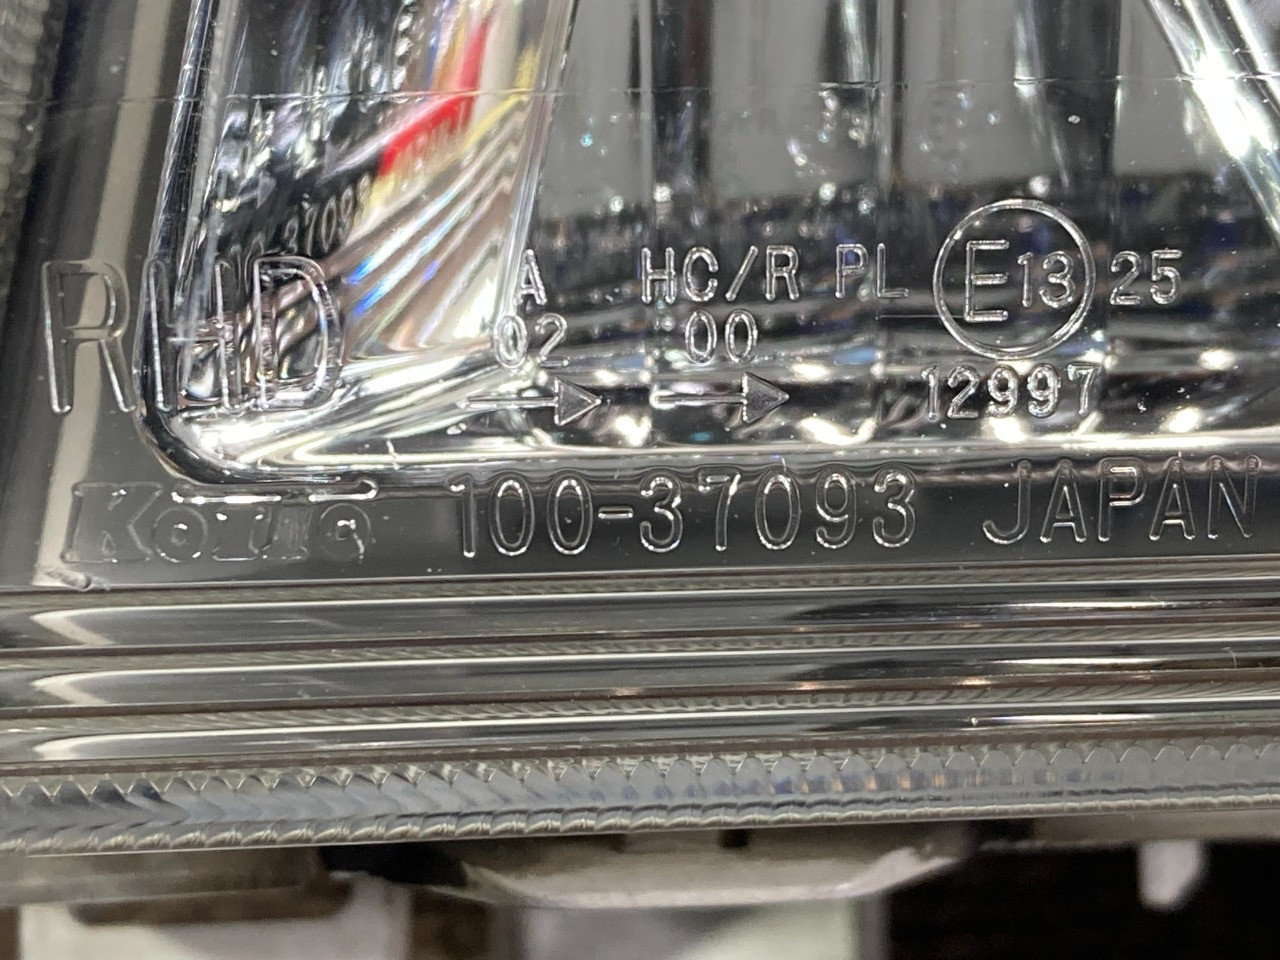 RHD A HC/R PL E13 25
02 00
12997
Koito 100-37093 JAPAN